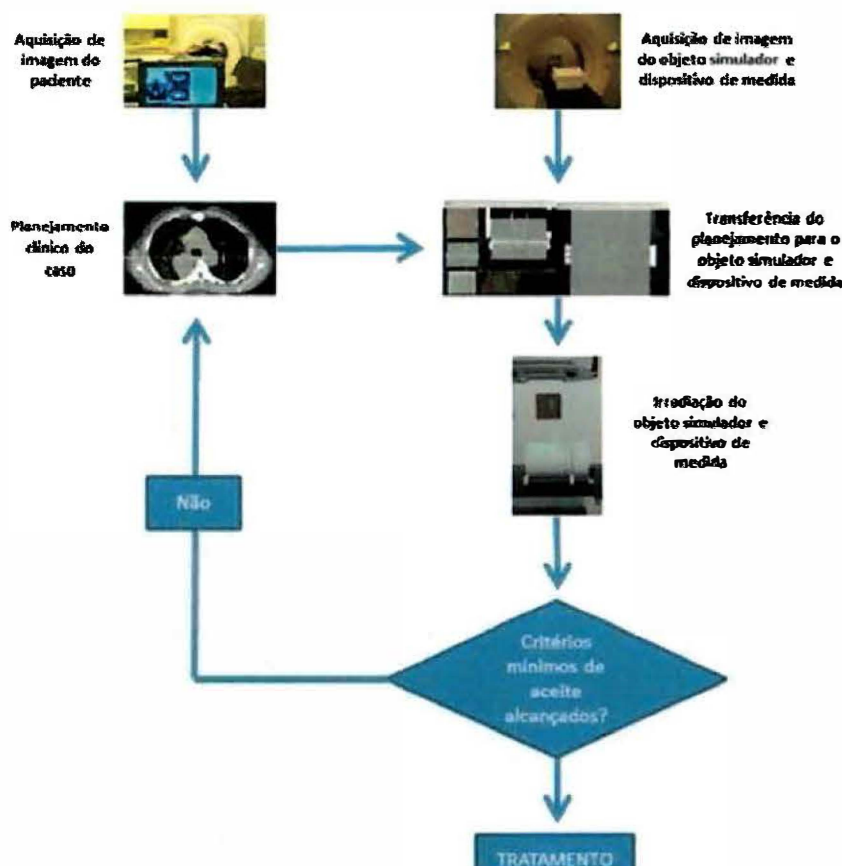 Aquisição de
imagem do
paciente
Aquisição de imagem
do objeto simulador e
dispositivo de medida
Planejamento
clínico do
caso
Transferência do
planejamento para o
objeto simulador e
dispositivo de medida
Irradiação do
objeto simulador e
dispositivo de
medida
Não
Critérios
mínimos de
aceite
alcançados?
TRATAMENTO